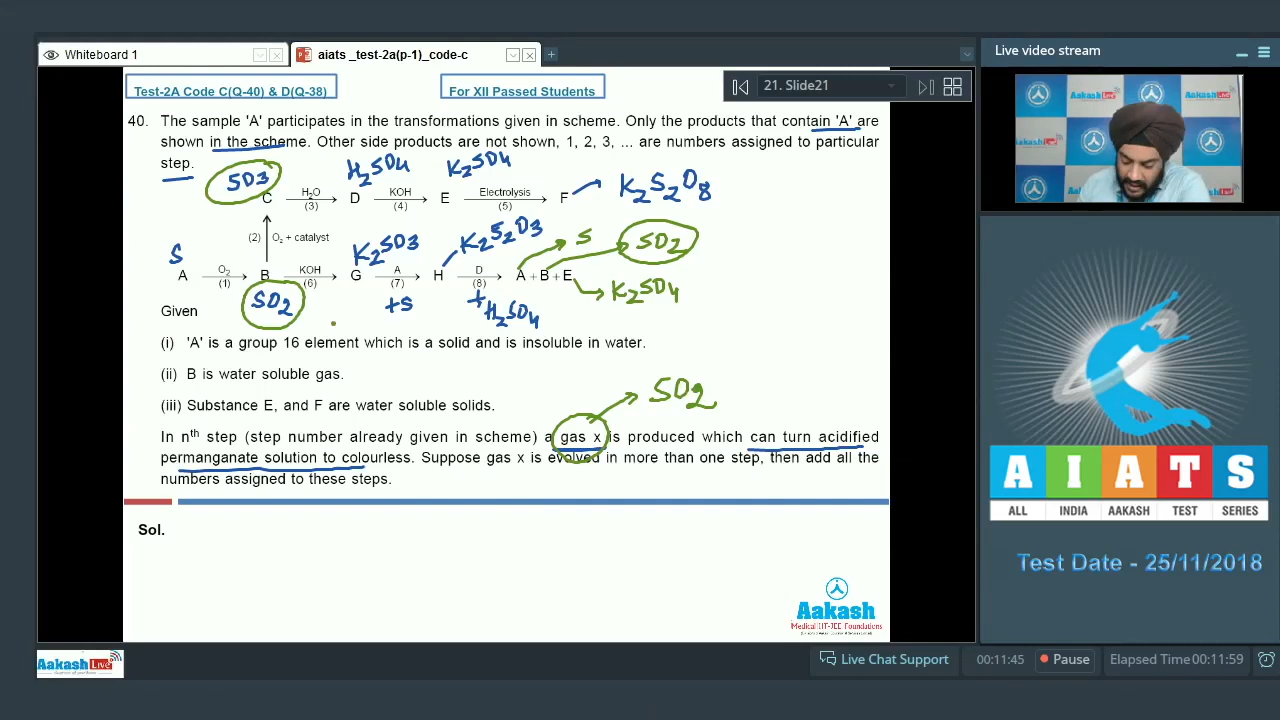 Whiteboard 1
aiats _test-2a(p-1)_code-c
Live video stream
Test-2A Code C(Q-40) & D(Q-38)
For XII Passed Students
21. Slide21
40. The sample 'A' participates in the transformations given in scheme. Only the products that contain 'A' are
shown in the scheme. Other side products are not shown, 1, 2, 3, ... are numbers assigned to particular
step.
SO3 H2SO4 K2SO4
C H2O (3) D KOH (4) E Electrolysis (5) F K2S2O8
(2) O2 + catalyst
S K2SO3 K2S2O3 S SO2
A O2 (1) B KOH (6) G A (7) H D (8) A + B + E
SO2 +S + H2SO4 K2SO4
Given
(i) 'A' is a group 16 element which is a solid and is insoluble in water.
(ii) B is water soluble gas.
(iii) Substance E, and F are water soluble solids.
SO2
In nth step (step number already given in scheme) a gas x is produced which can turn acidified
permanganate solution to colourless. Suppose gas x is evolved in more than one step, then add all the
numbers assigned to these steps.
Sol.
Aakash
Medical|IIT-JEE|Foundations
A I A T S
ALL INDIA AAKASH TEST SERIES
Test Date - 25/11/2018
Aakash Live
Live Chat Support
00:11:45
Pause
Elapsed Time 00:11:59